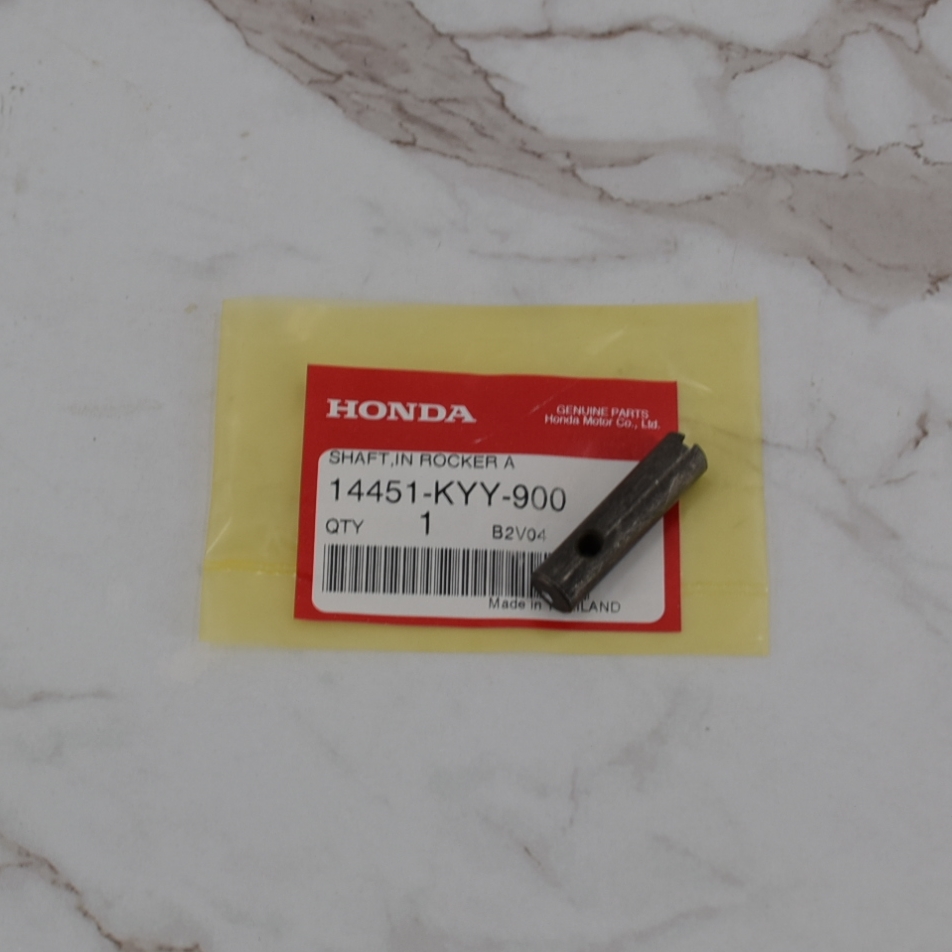 HONDA
GENUINE PARTS
Honda Motor Co., Ltd.
SHAFT,IN ROCKER A
14451-KYY-900
QTY 1 B2V04
Made in